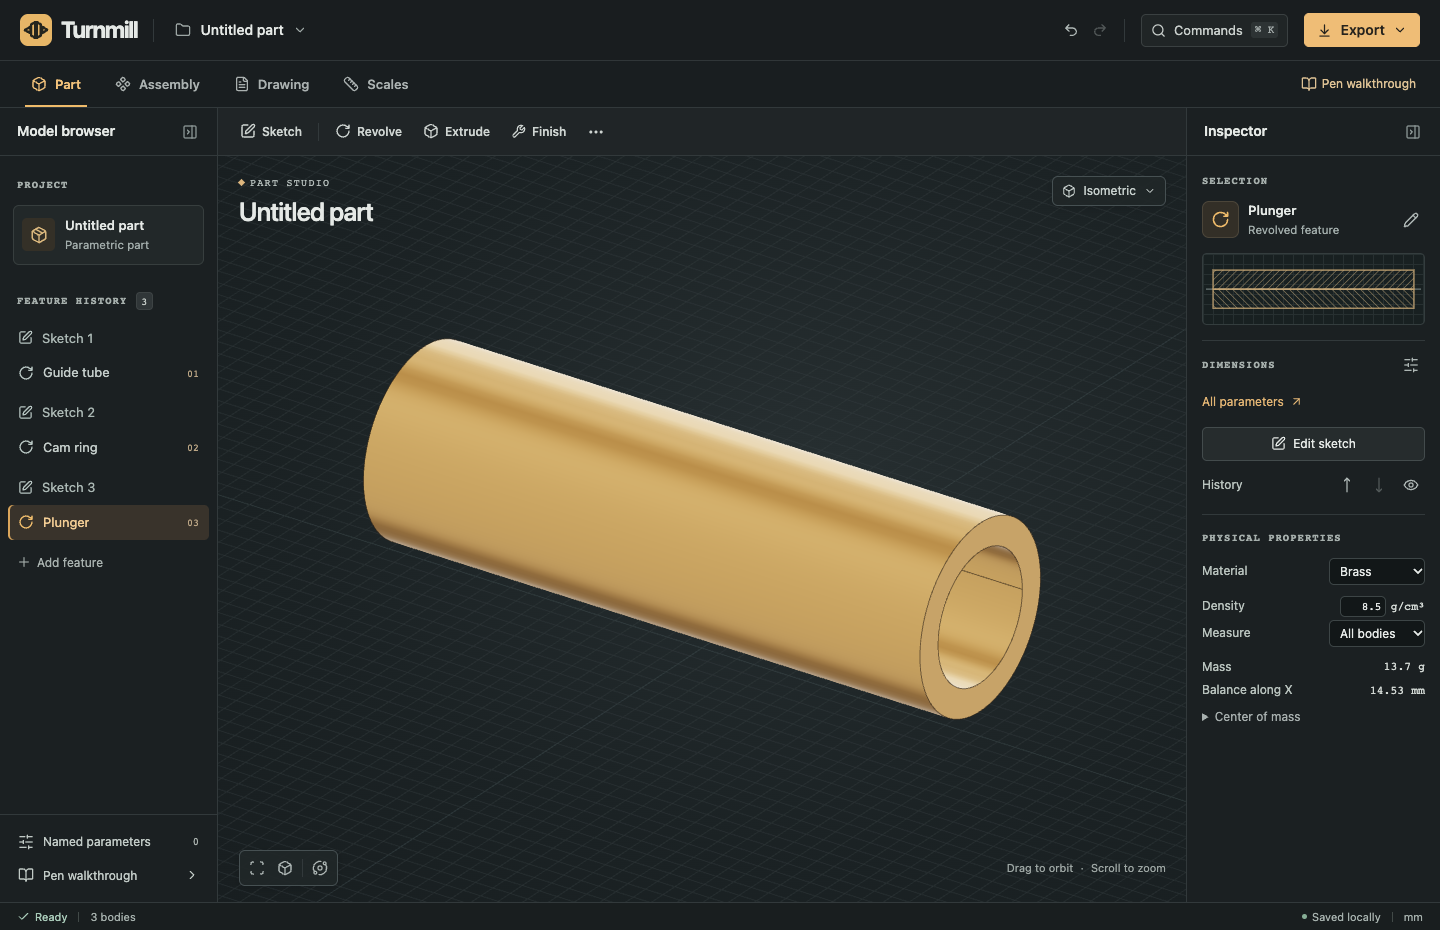 Turnmill
Untitled part
Commands ⌘ K
Export
Part
Assembly
Drawing
Scales
Pen walkthrough
Model browser
Sketch
Revolve
Extrude
Finish
Inspector
PROJECT
Untitled part
Parametric part
FEATURE HISTORY 3
Sketch 1
Guide tube 01
Sketch 2
Cam ring 02
Sketch 3
Plunger 03
Add feature
Named parameters 0
Pen walkthrough
PART STUDIO
Untitled part
Isometric
Drag to orbit · Scroll to zoom
SELECTION
Plunger
Revolved feature
DIMENSIONS
All parameters
Edit sketch
History
PHYSICAL PROPERTIES
Material Brass
Density 8.5 g/cm³
Measure All bodies
Mass 13.7 g
Balance along X 14.53 mm
Center of mass
Ready
3 bodies
Saved locally
mm